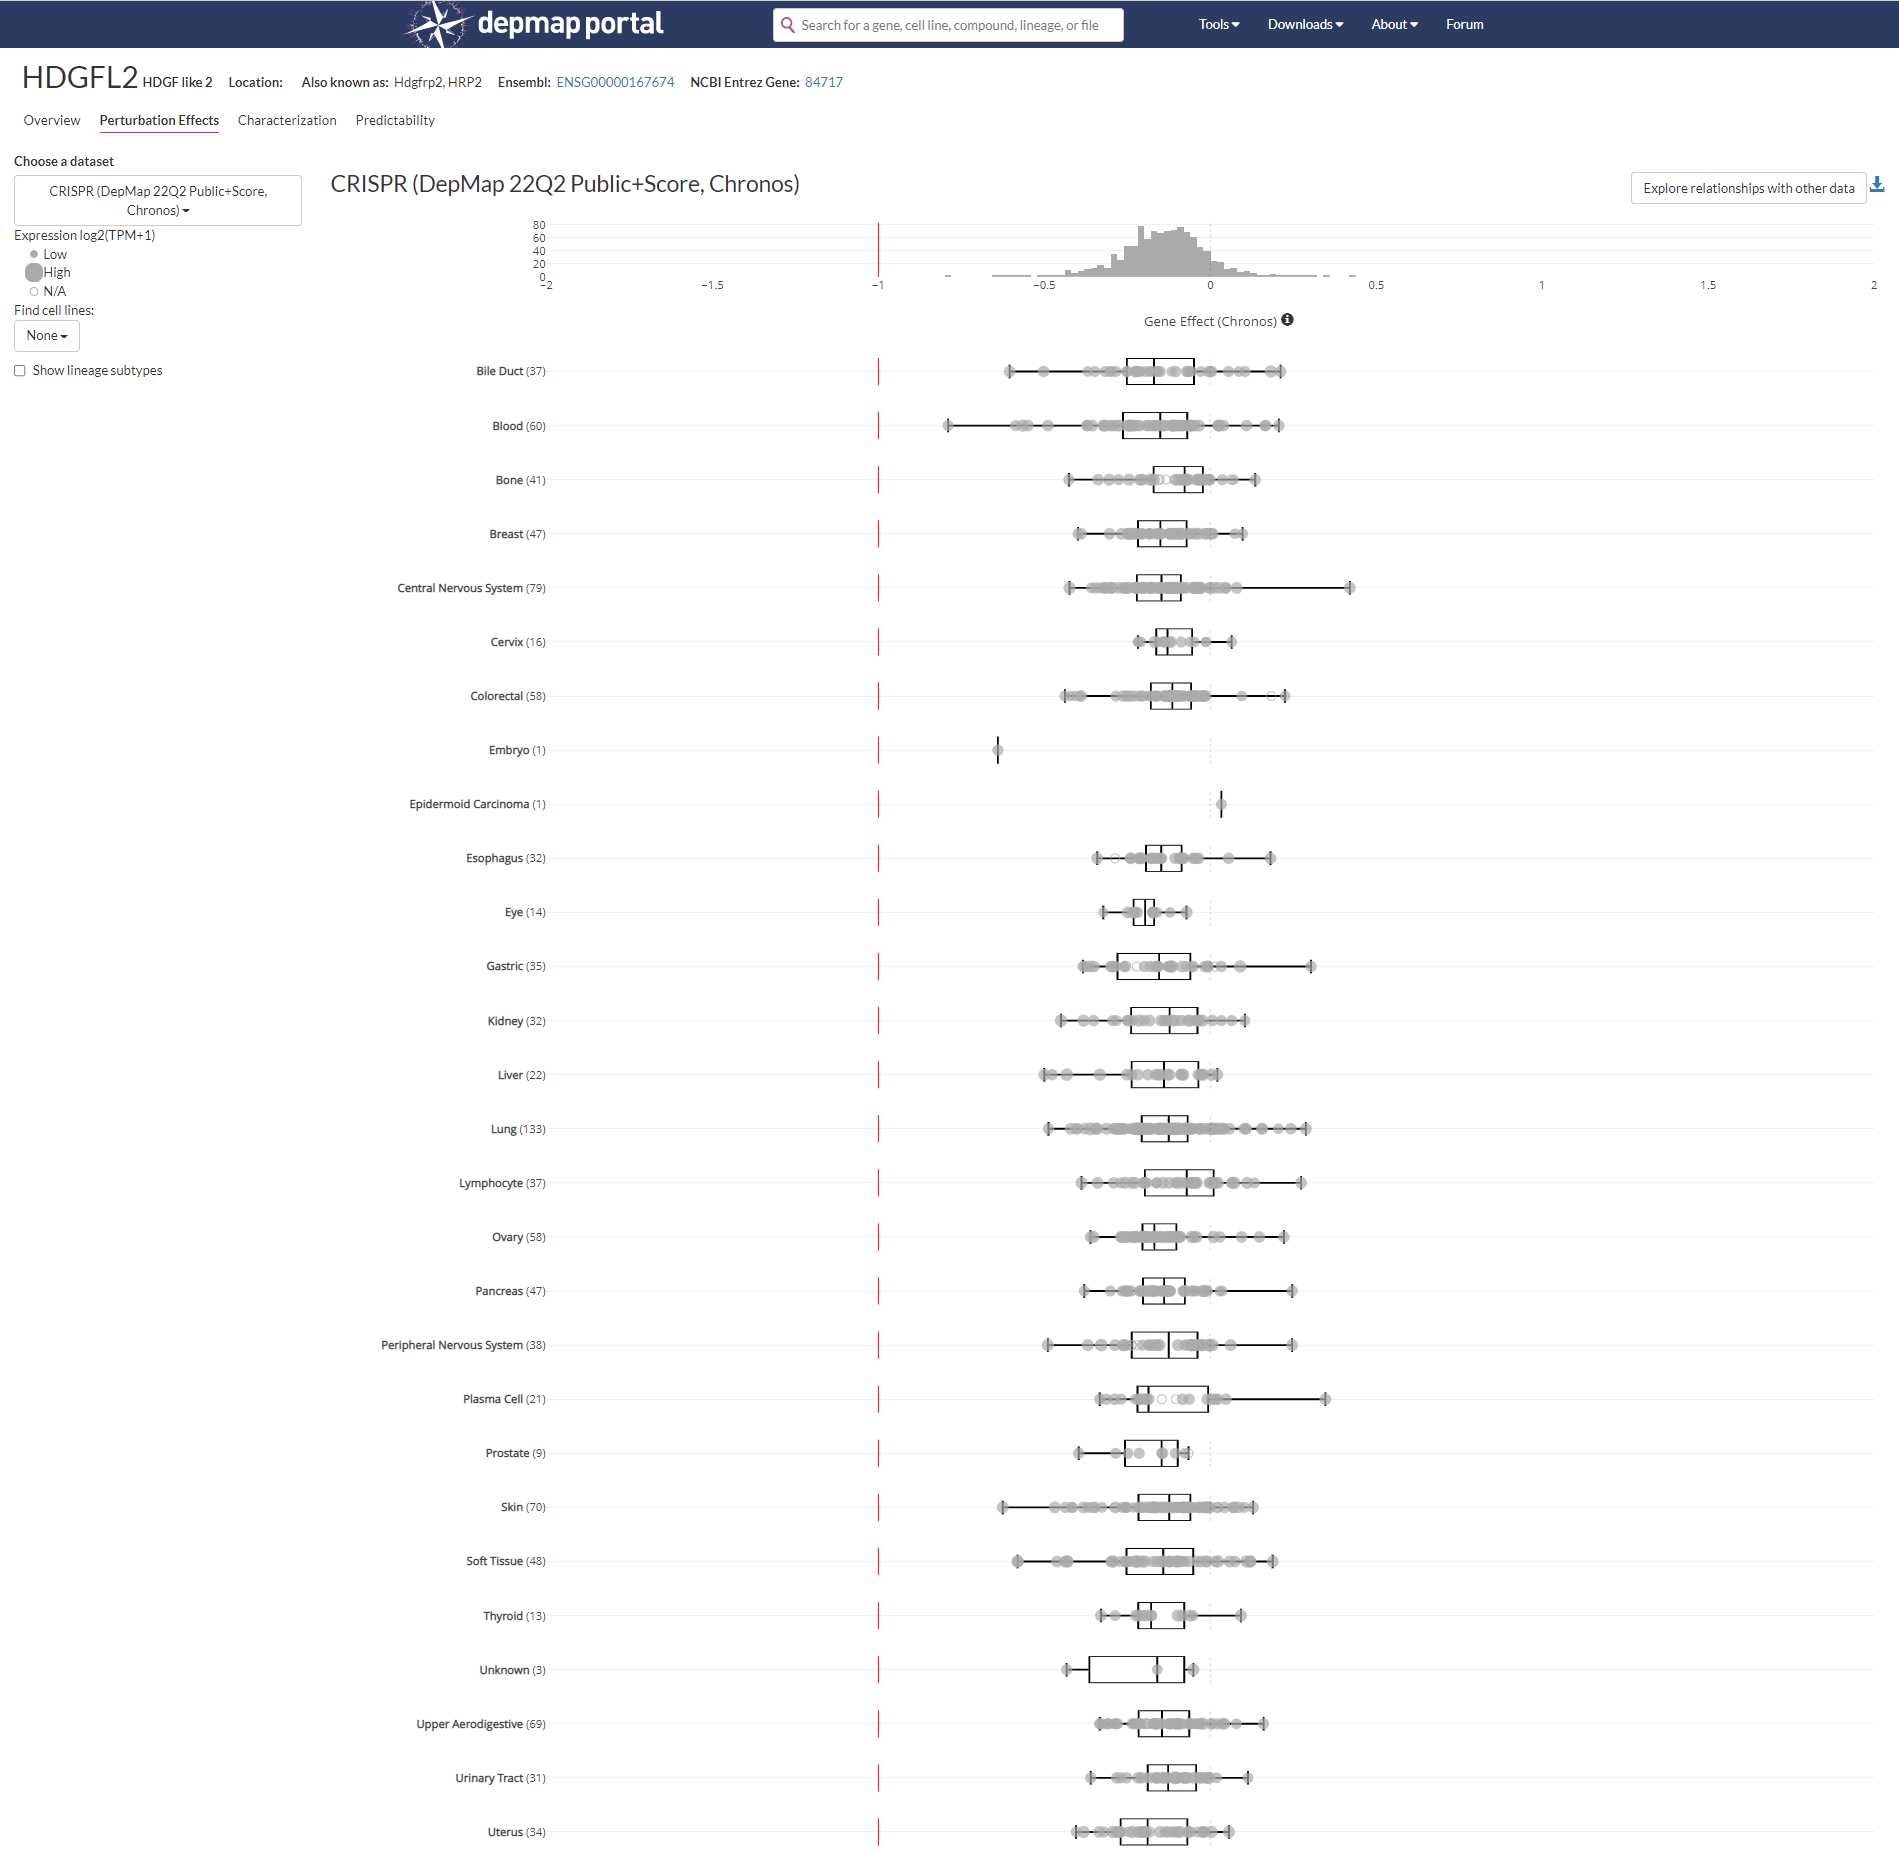 depmap portal
Search for a gene, cell line, compound, lineage, or file
Tools Downloads About Forum
HDGFL2 HDGF like 2 Location: Also known as: Hdgfrp2, HRP2 Ensembl: ENSG00000167674 NCBI Entrez Gene: 84717
Overview Perturbation Effects Characterization Predictability
Choose a dataset
CRISPR (DepMap 22Q2 Public+Score,
Chronos)
Expression log2(TPM+1)
Low
High
N/A
Find cell lines:
None
Show lineage subtypes
CRISPR (DepMap 22Q2 Public+Score, Chronos)
Explore relationships with other data
80
60
40
20
0
−2 −1.5 −1 −0.5 0 0.5 1 1.5 2
Gene Effect (Chronos)
Bile Duct (37)
Blood (60)
Bone (41)
Breast (47)
Central Nervous System (79)
Cervix (16)
Colorectal (58)
Embryo (1)
Epidermoid Carcinoma (1)
Esophagus (32)
Eye (14)
Gastric (35)
Kidney (32)
Liver (22)
Lung (133)
Lymphocyte (37)
Ovary (58)
Pancreas (47)
Peripheral Nervous System (38)
Plasma Cell (21)
Prostate (9)
Skin (70)
Soft Tissue (48)
Thyroid (13)
Unknown (3)
Upper Aerodigestive (69)
Urinary Tract (31)
Uterus (34)